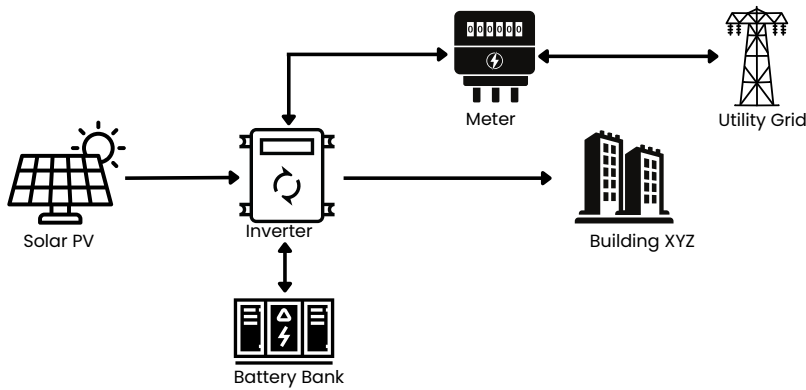 000000
Meter
Utility Grid
Solar PV
Inverter
Building XYZ
Battery Bank